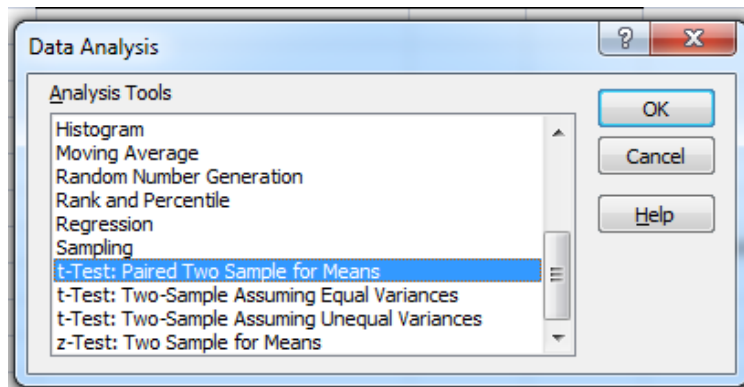 Data Analysis
Analysis Tools
Histogram
Moving Average
Random Number Generation
Rank and Percentile
Regression
Sampling
t-Test: Paired Two Sample for Means
t-Test: Two-Sample Assuming Equal Variances
t-Test: Two-Sample Assuming Unequal Variances
z-Test: Two Sample for Means
OK
Cancel
Help